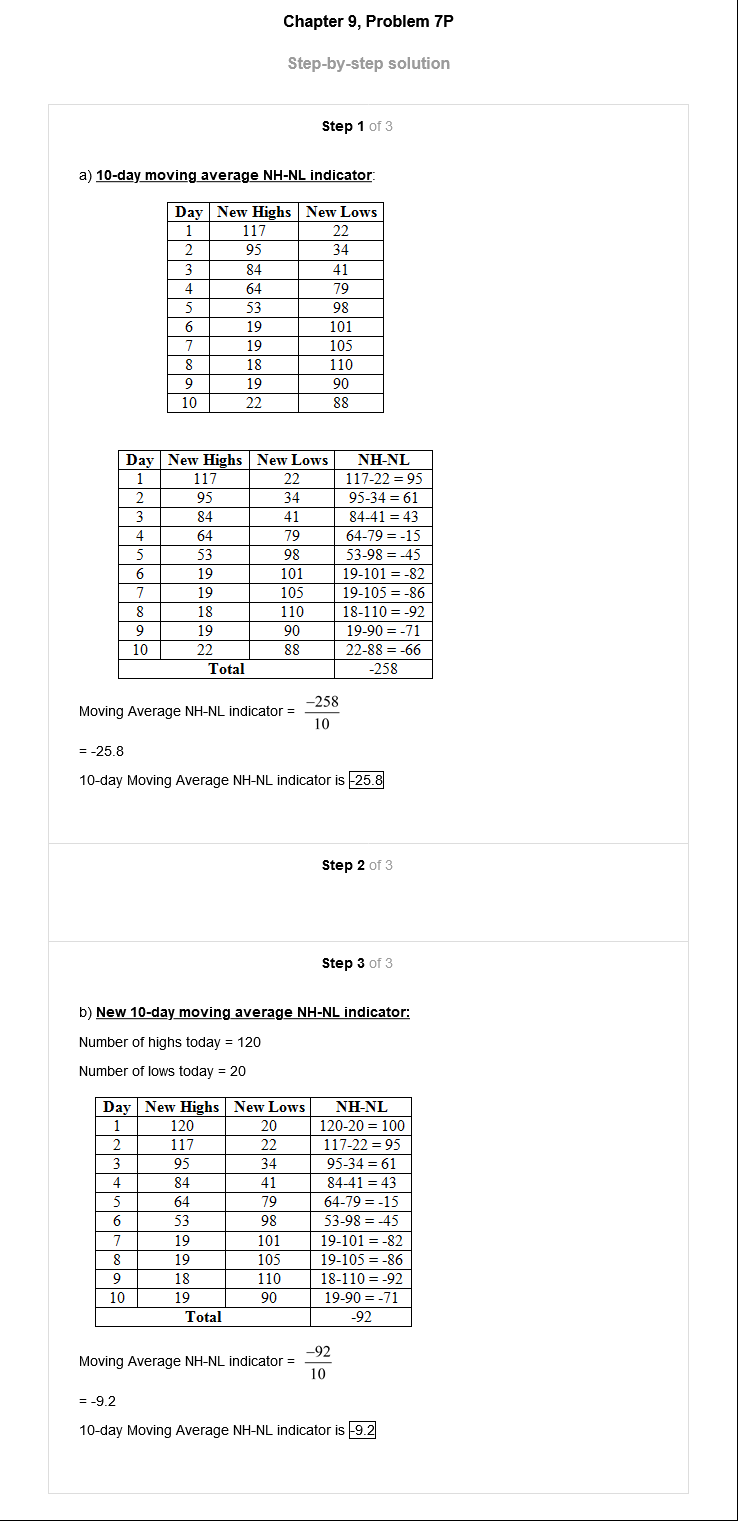 Chapter 9, Problem 7P
Step-by-step solution
Step 1 of 3
a) 10-day moving average NH-NL indicator:
Day New Highs New Lows
1 117 22
2 95 34
3 84 41
4 64 79
5 53 98
6 19 101
7 19 105
8 18 110
9 19 90
10 22 88
Day New Highs New Lows NH-NL
1 117 22 117-22 = 95
2 95 34 95-34 = 61
3 84 41 84-41 = 43
4 64 79 64-79 = -15
5 53 98 53-98 = -45
6 19 101 19-101 = -82
7 19 105 19-105 = -86
8 18 110 18-110 = -92
9 19 90 19-90 = -71
10 22 88 22-88 = -66
Total -258
Moving Average NH-NL indicator = −258
10
= -25.8
10-day Moving Average NH-NL indicator is -25.8
Step 2 of 3
Step 3 of 3
b) New 10-day moving average NH-NL indicator:
Number of highs today = 120
Number of lows today = 20
Day New Highs New Lows NH-NL
1 120 20 120-20 = 100
2 117 22 117-22 = 95
3 95 34 95-34 = 61
4 84 41 84-41 = 43
5 64 79 64-79 = -15
6 53 98 53-98 = -45
7 19 101 19-101 = -82
8 19 105 19-105 = -86
9 18 110 18-110 = -92
10 19 90 19-90 = -71
Total -92
Moving Average NH-NL indicator = −92
10
= -9.2
10-day Moving Average NH-NL indicator is -9.2